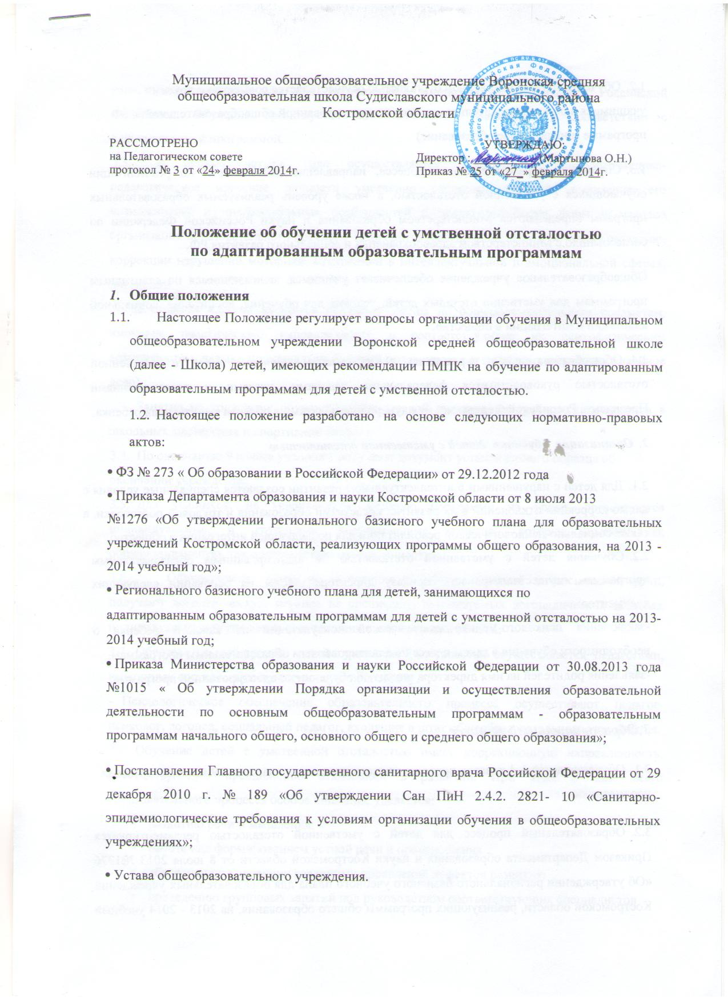 Муниципальное общеобразовательное учреждение Воронская средняя
общеобразовательная школа Судиславского муниципального района
Костромской области
РАССМОТРЕНО
на Педагогическом совете
протокол № 3 от «24» февраля 2014г.
УТВЕРЖДАЮ:
Директор : (Мартынова О.Н.)
Приказ № 25 от «27 » февраля 2014г.
Положение об обучении детей с умственной отсталостью
по адаптированным образовательным программам
1. Общие положения
1.1. Настоящее Положение регулирует вопросы организации обучения в Муниципальном
общеобразовательном учреждении Воронской средней общеобразовательной школе
(далее - Школа) детей, имеющих рекомендации ПМПК на обучение по адаптированным
образовательным программам для детей с умственной отсталостью.
1.2. Настоящее положение разработано на основе следующих нормативно-правовых
актов:
• ФЗ № 273 « Об образовании в Российской Федерации» от 29.12.2012 года
• Приказа Департамента образования и науки Костромской области от 8 июля 2013
№1276 «Об утверждении регионального базисного учебного плана для образовательных
учреждений Костромской области, реализующих программы общего образования, на 2013 -
2014 учебный год»;
• Регионального базисного учебного плана для детей, занимающихся по
адаптированным образовательным программам для детей с умственной отсталостью на 2013-
2014 учебный год;
• Приказа Министерства образования и науки Российской Федерации от 30.08.2013 года
№1015 « Об утверждении Порядка организации и осуществления образовательной
деятельности по основным общеобразовательным программам - образовательным
программам начального общего, основного общего и среднего общего образования»;
• Постановления Главного государственного санитарного врача Российской Федерации от 29
декабря 2010 г. № 189 «Об утверждении Сан ПиН 2.4.2. 2821- 10 «Санитарно-
эпидемиологические требования к условиям организации обучения в общеобразовательных
учреждениях»;
• Устава общеобразовательного учреждения.